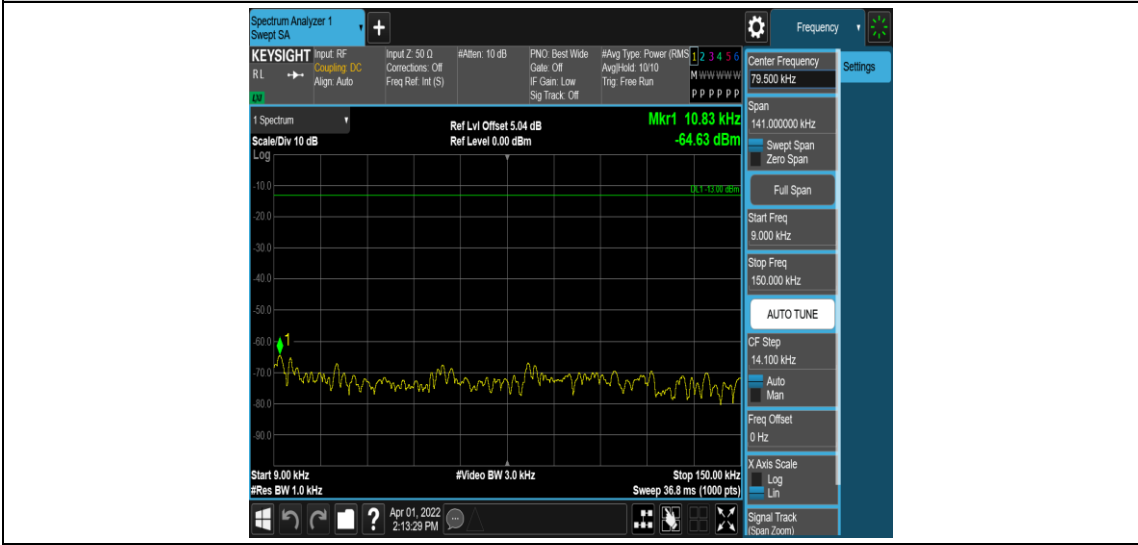 Spectrum Analyzer 1
Swept SA
+
Frequency
KEYSIGHT
RL
LXI
Input: RF
Coupling: DC
Align: Auto
Input Z: 50 Ω
Corrections: Off
Freq Ref: Int (S)
#Atten: 10 dB
PNO: Best Wide
Gate: Off
IF Gain: Low
Sig Track: Off
#Avg Type: Power (RMS
Avg|Hold: 10/10
Trig: Free Run
1 2 3 4 5 6
M W W W W W
P P P P P P
1 Spectrum
Scale/Div 10 dB
Log
Ref Lvl Offset 5.04 dB
Ref Level 0.00 dBm
Mkr1 10.83 kHz
-64.63 dBm
DL1 -13.00 dBm
-10.0
-20.0
-30.0
-40.0
-50.0
-60.0
1
-70.0
-80.0
-90.0
Start 9.00 kHz
#Res BW 1.0 kHz
#Video BW 3.0 kHz
Stop 150.00 kHz
Sweep 36.8 ms (1000 pts)
?
Apr 01, 2022
2:13:29 PM
Center Frequency
79.500 kHz
Span
141.000000 kHz
Swept Span
Zero Span
Full Span
Start Freq
9.000 kHz
Stop Freq
150.000 kHz
AUTO TUNE
CF Step
14.100 kHz
Auto
Man
Freq Offset
0 Hz
X Axis Scale
Log
Lin
Signal Track
(Span Zoom)
Settings